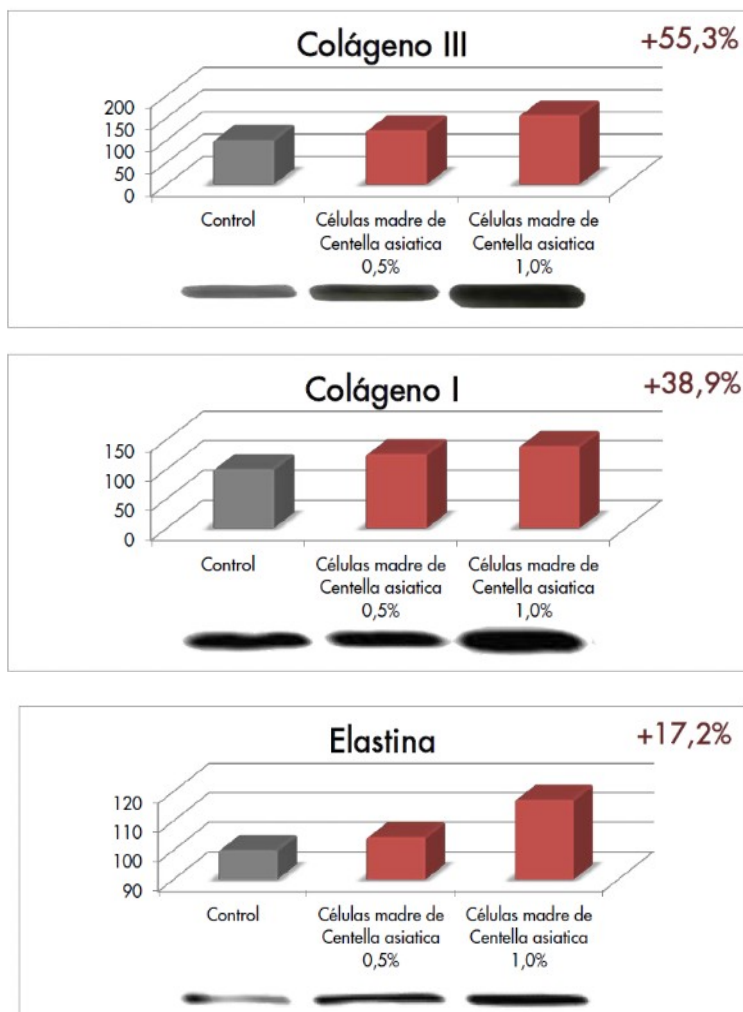 Colágeno III
+55,3%
200
150
100
50
0
Control
Células madre de
Centella asiatica
0,5%
Células madre de
Centella asiatica
1,0%
Colágeno I
+38,9%
150
100
50
0
Control
Células madre de
Centella asiatica
0,5%
Células madre de
Centella asiatica
1,0%
Elastina
+17,2%
120
110
100
90
Control
Células madre de
Centella asiatica
0,5%
Células madre de
Centella asiatica
1,0%